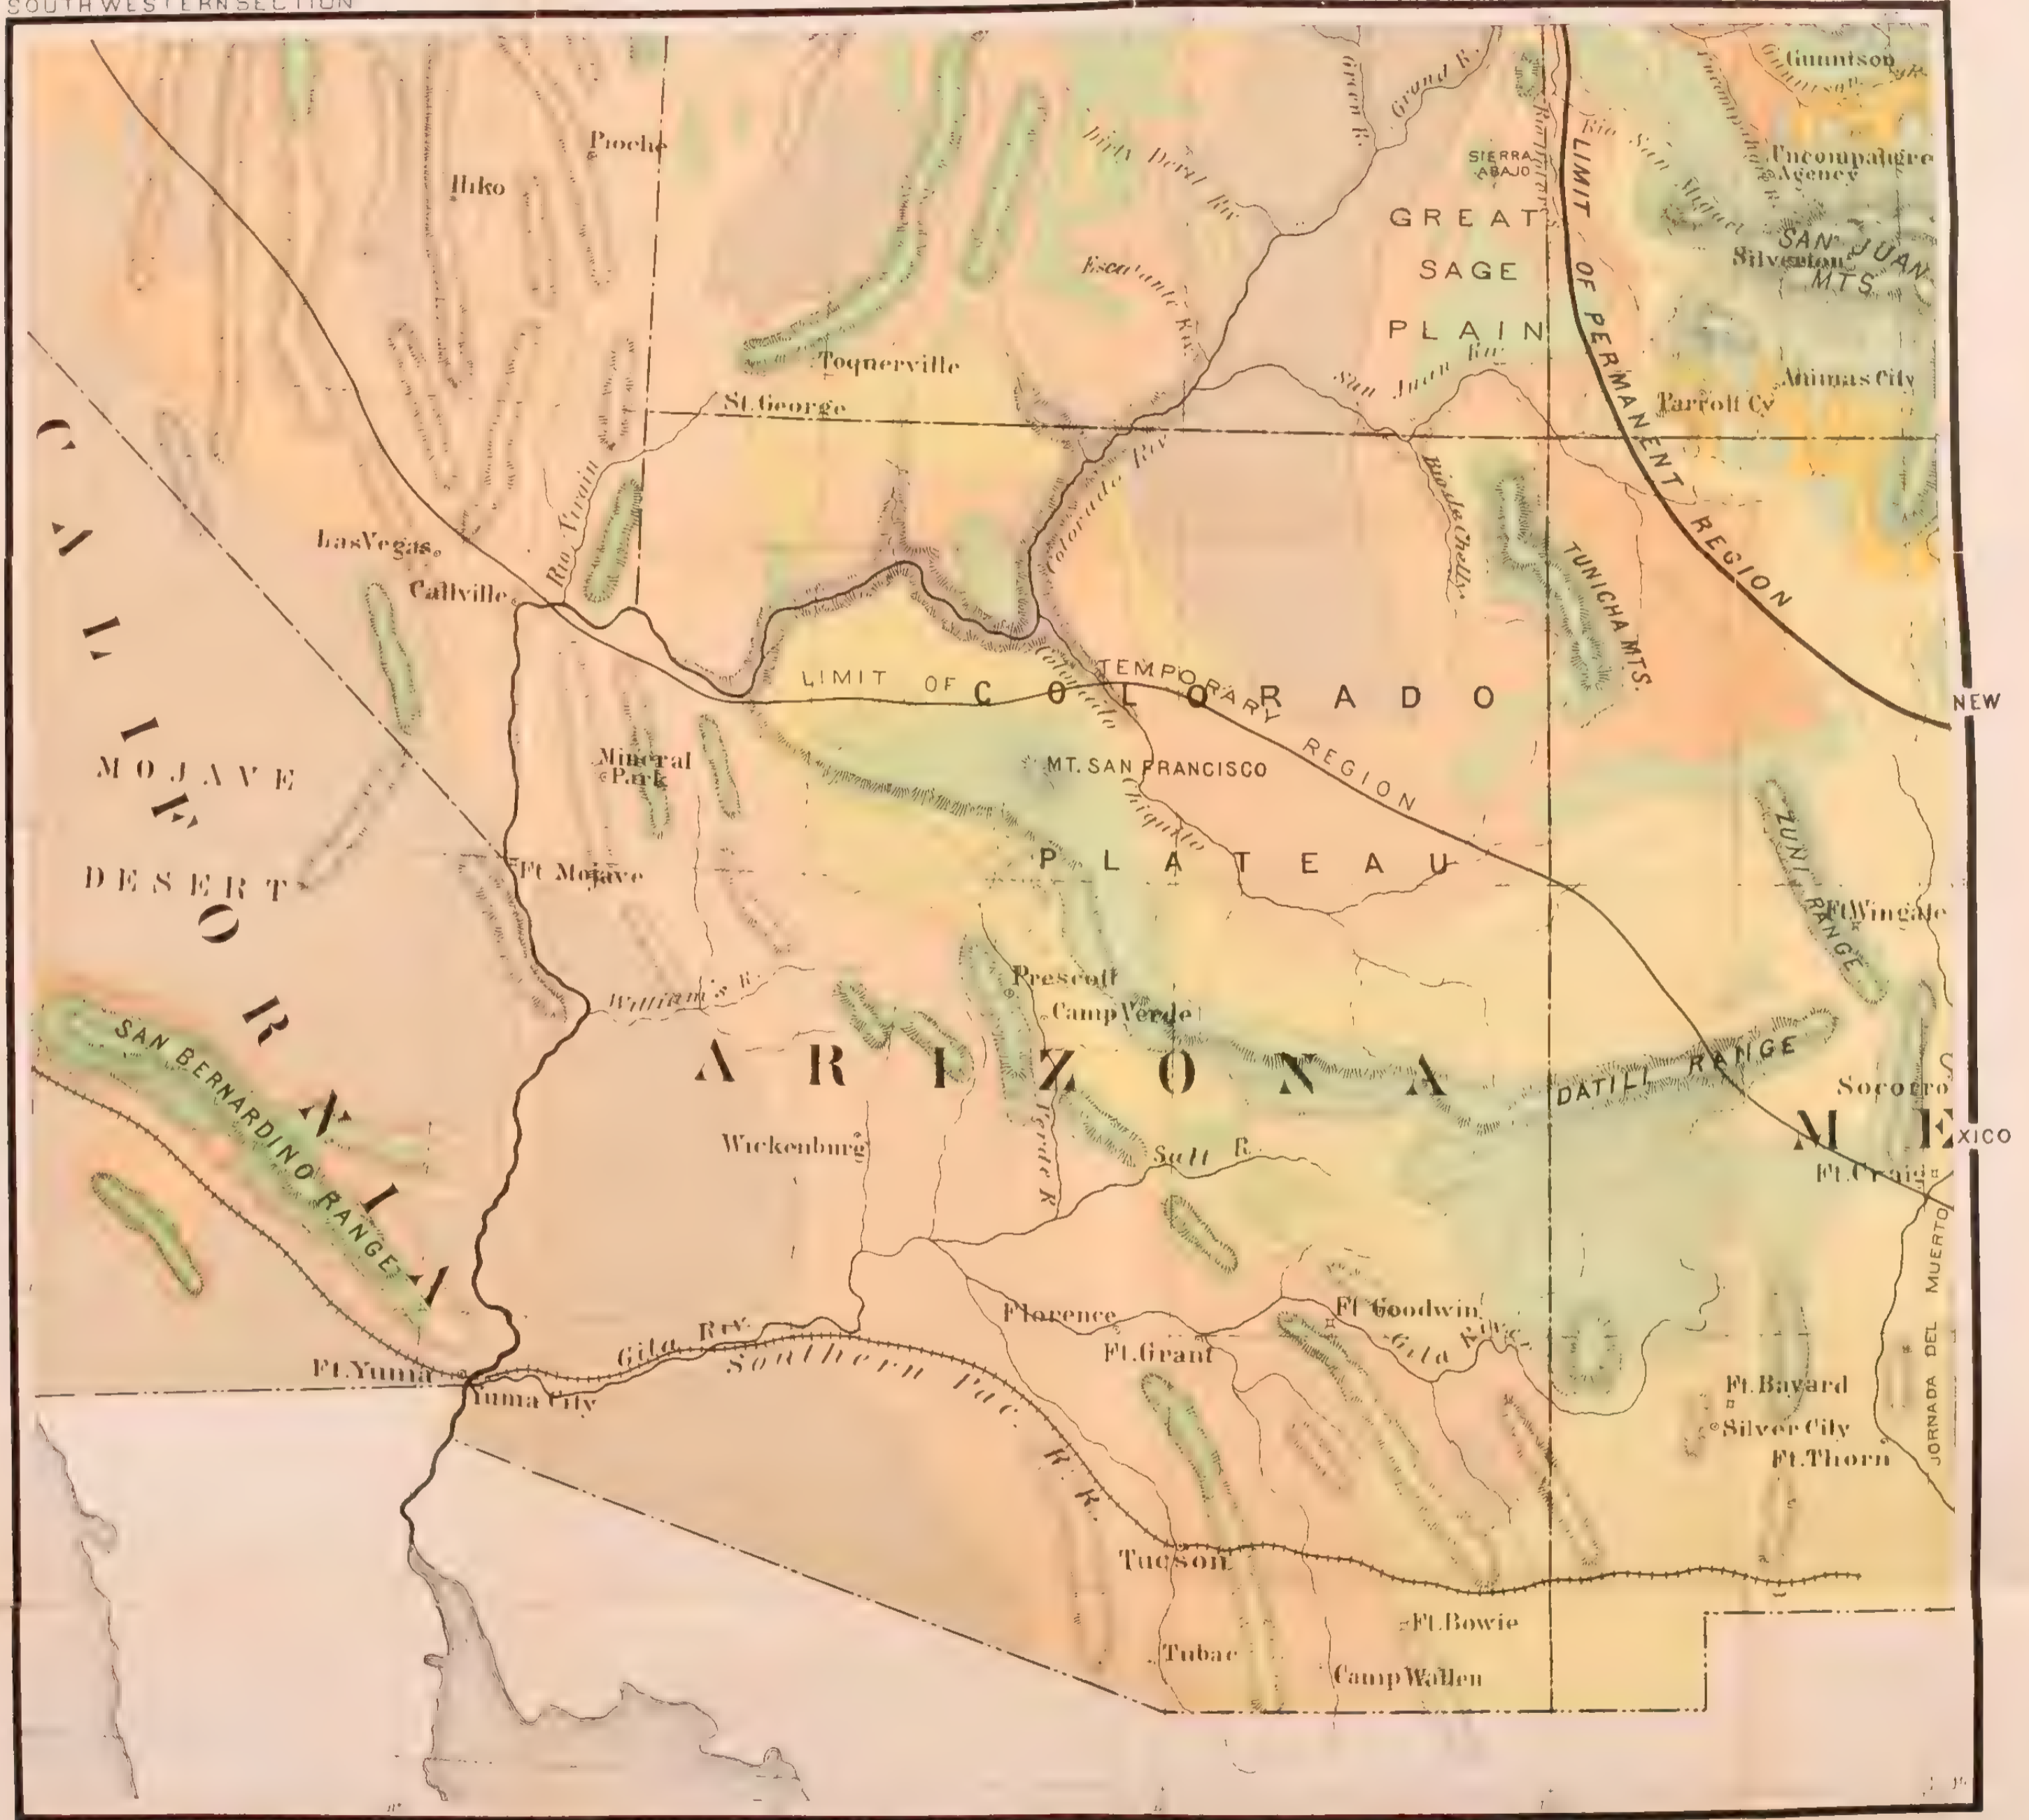 SOUTHWESTERN SECTION
Gunnison
Green R.
Grand R.
Pioche
Hiko
Dirty Devil Riv.
SIERRA
ABAJO
Rio San Miguel
Uncompahgre
Agency
GREAT
SAGE
PLAIN
LIMIT OF PERMANENT REGION
SAN JUAN
MTS.
Silverton
Escalante Riv.
Toquerville
San Juan Riv.
Animas City
Parrott Cy
St. George
CALIFORNIA
Rio Virgin
Colorado Riv.
Las Vegas
Callville
TUNICHA MTS.
LIMIT OF TEMPORARY REGION
COLORADO
NEW
MOJAVE
Mineral
Park
MT. SAN FRANCISCO
Colorado Chiquito
PLATEAU
ZUNI RANGE
DESERT
Ft. Mojave
Ft. Wingate
Prescott
William's R.
Camp Verde
SAN BERNARDINO RANGE
ARIZONA
DATILI RANGE
Socorro
MEXICO
Wickenburg
Verde R.
Salt R.
Ft. Craig
JORNADA DEL MUERTO
Florence
Ft. Goodwin
Gila River
Gila Riv.
Southern Pac. R. R.
Ft. Grant
Ft. Yuma
Yuma City
Ft. Bayard
Silver City
Ft. Thorn
Tucson
Ft. Bowie
Tubac
Camp Wallen